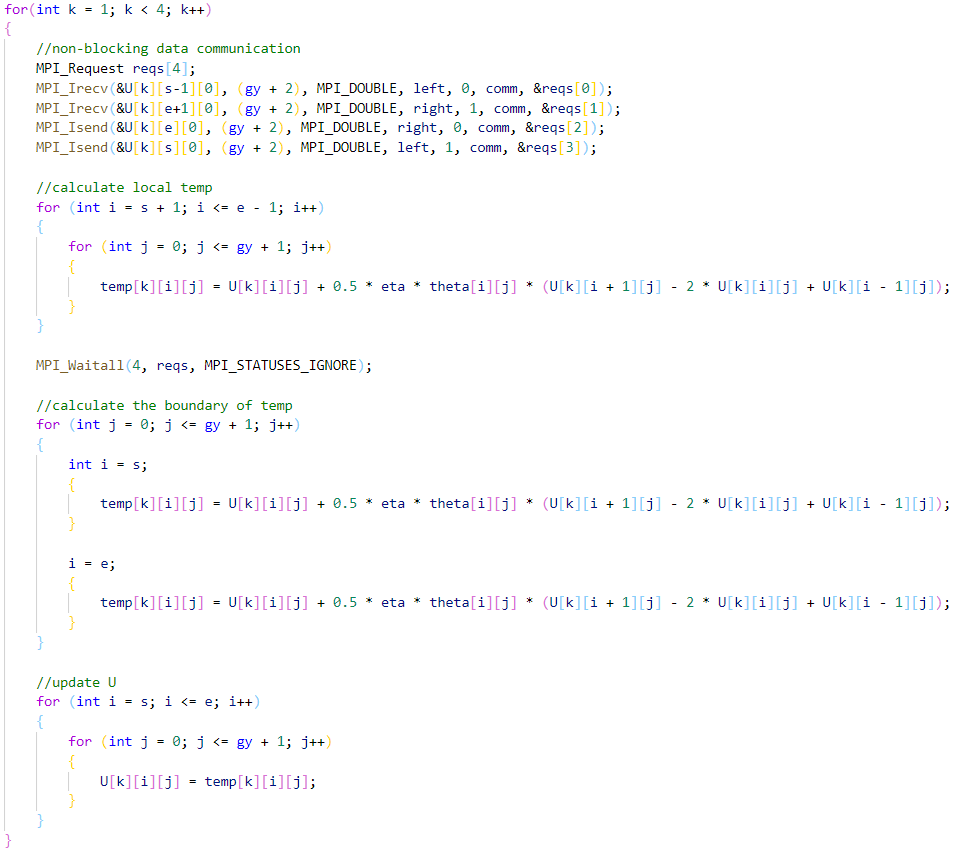 for(int k = 1; k < 4; k++)
{
    //non-blocking data communication
    MPI_Request reqs[4];
    MPI_Irecv(&U[k][s-1][0], (gy + 2), MPI_DOUBLE, left, 0, comm, &reqs[0]);
    MPI_Irecv(&U[k][e+1][0], (gy + 2), MPI_DOUBLE, right, 1, comm, &reqs[1]);
    MPI_Isend(&U[k][e][0], (gy + 2), MPI_DOUBLE, right, 0, comm, &reqs[2]);
    MPI_Isend(&U[k][s][0], (gy + 2), MPI_DOUBLE, left, 1, comm, &reqs[3]);

    //calculate local temp
    for (int i = s + 1; i <= e - 1; i++)
    {
        for (int j = 0; j <= gy + 1; j++)
        {
            temp[k][i][j] = U[k][i][j] + 0.5 * eta * theta[i][j] * (U[k][i + 1][j] - 2 * U[k][i][j] + U[k][i - 1][j]);
        }
    }

    MPI_Waitall(4, reqs, MPI_STATUSES_IGNORE);

    //calculate the boundary of temp
    for (int j = 0; j <= gy + 1; j++)
    {
        int i = s;
        {
            temp[k][i][j] = U[k][i][j] + 0.5 * eta * theta[i][j] * (U[k][i + 1][j] - 2 * U[k][i][j] + U[k][i - 1][j]);
        }

        i = e;
        {
            temp[k][i][j] = U[k][i][j] + 0.5 * eta * theta[i][j] * (U[k][i + 1][j] - 2 * U[k][i][j] + U[k][i - 1][j]);
        }
    }

    //update U
    for (int i = s; i <= e; i++)
    {
        for (int j = 0; j <= gy + 1; j++)
        {
            U[k][i][j] = temp[k][i][j];
        }
    }
}